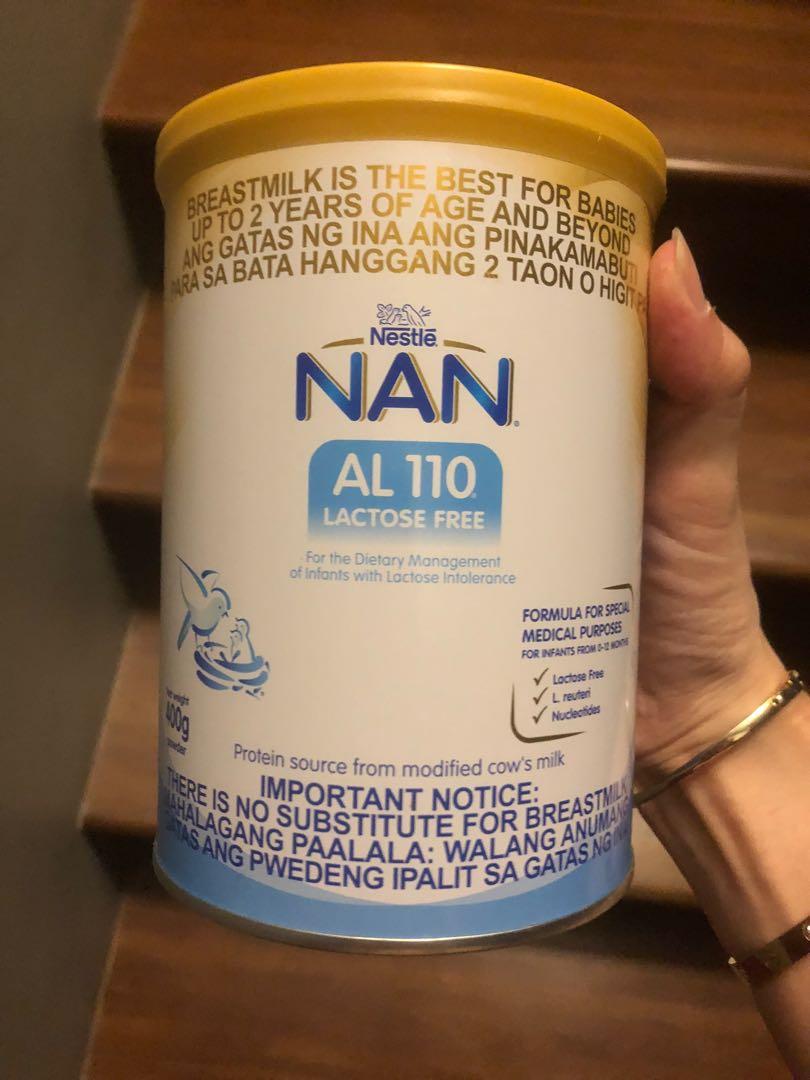 BREASTMILK IS THE BEST FOR BABIES
UP TO 2 YEARS OF AGE AND BEYOND
ANG GATAS NG INA ANG PINAKAMABUTI
PARA SA BATA HANGGANG 2 TAON O HIGIT PA
Nestlé
NAN
AL 110
LACTOSE FREE
For the Dietary Management
of Infants with Lactose Intolerance
FORMULA FOR SPECIAL
MEDICAL PURPOSES
FOR INFANTS FROM 0-12 MONTHS
Lactose Free
L. reuteri
Nucleotides
net weight
400g
powder
Protein source from modified cow's milk
IMPORTANT NOTICE:
THERE IS NO SUBSTITUTE FOR BREASTMILK
MAHALAGANG PAALALA: WALANG ANUMANG
GATAS ANG PWEDENG IPALIT SA GATAS NG INA